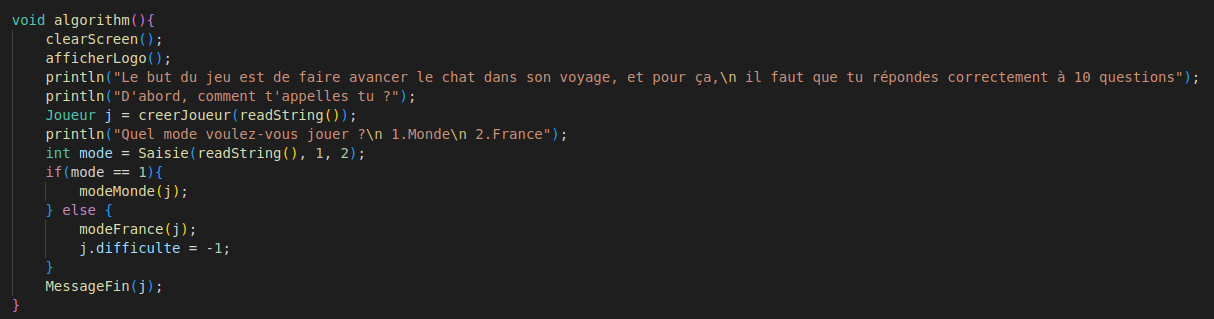 void algorithm(){
    clearScreen();
    afficherLogo();
    println("Le but du jeu est de faire avancer le chat dans son voyage, et pour ça,\n il faut que tu répondes correctement à 10 questions");
    println("D'abord, comment t'appelles tu ?");
    Joueur j = creerJoueur(readString());
    println("Quel mode voulez-vous jouer ?\n 1.Monde\n 2.France");
    int mode = Saisie(readString(), 1, 2);
    if(mode == 1){
        modeMonde(j);
    } else {
        modeFrance(j);
        j.difficulte = -1;
    }
    MessageFin(j);
}